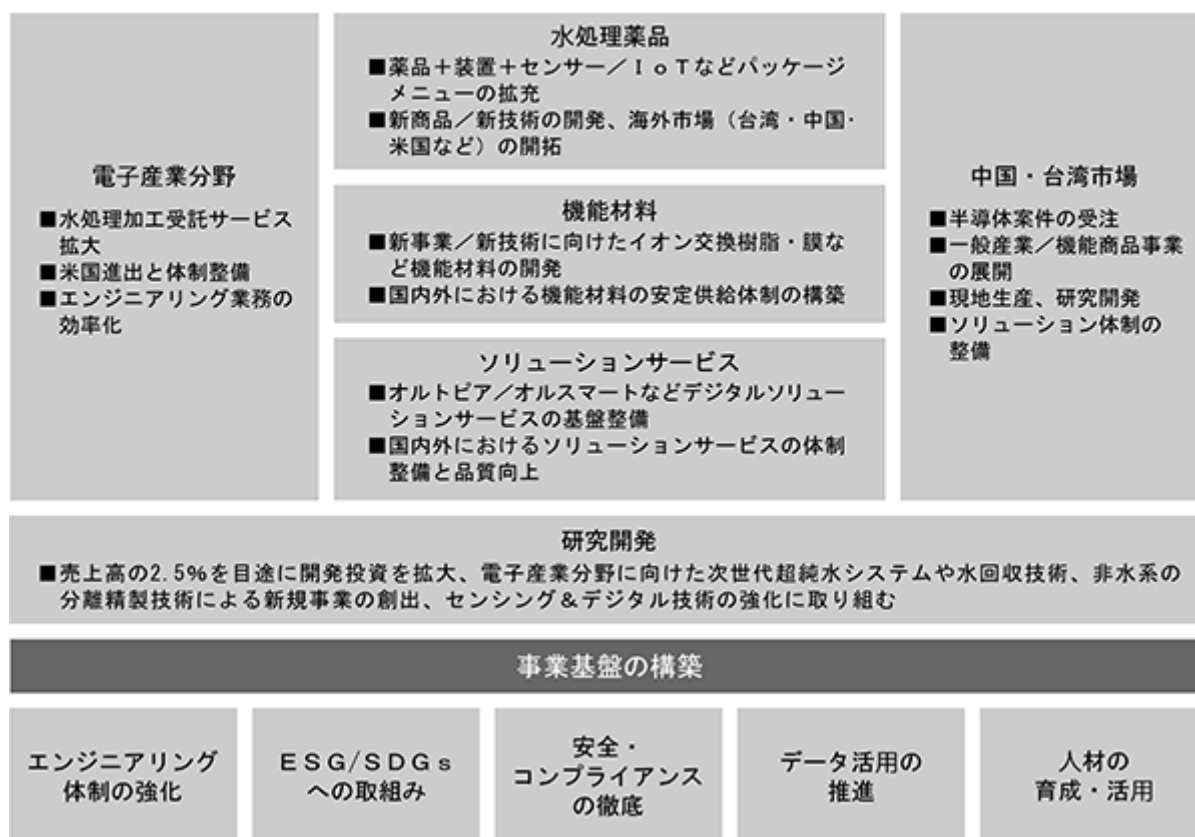 電子産業分野
■水処理加工受託サービス
拡大
■米国進出と体制整備
■エンジニアリング業務の
効率化
水処理薬品
■薬品＋装置＋センサー／ＩｏＴなどパッケージ
メニューの拡充
■新商品／新技術の開発、海外市場（台湾・中国・
米国など）の開拓
機能材料
■新事業／新技術に向けたイオン交換樹脂・膜な
ど機能材料の開発
■国内外における機能材料の安定供給体制の構築
ソリューションサービス
■オルトピア／オルスマートなどデジタルソリュー
ションサービスの基盤整備
■国内外におけるソリューションサービスの体制
整備と品質向上
中国・台湾市場
■半導体案件の受注
■一般産業／機能商品事業
の展開
■現地生産、研究開発
■ソリューション体制の
整備
研究開発
■売上高の2.5％を目途に開発投資を拡大、電子産業分野に向けた次世代超純水システムや水回収技術、非水系の
分離精製技術による新規事業の創出、センシング＆デジタル技術の強化に取り組む
事業基盤の構築
エンジニアリング
体制の強化
ＥＳＧ/ＳＤＧｓ
への取組み
安全・
コンプライアンス
の徹底
データ活用の
推進
人材の
育成・活用